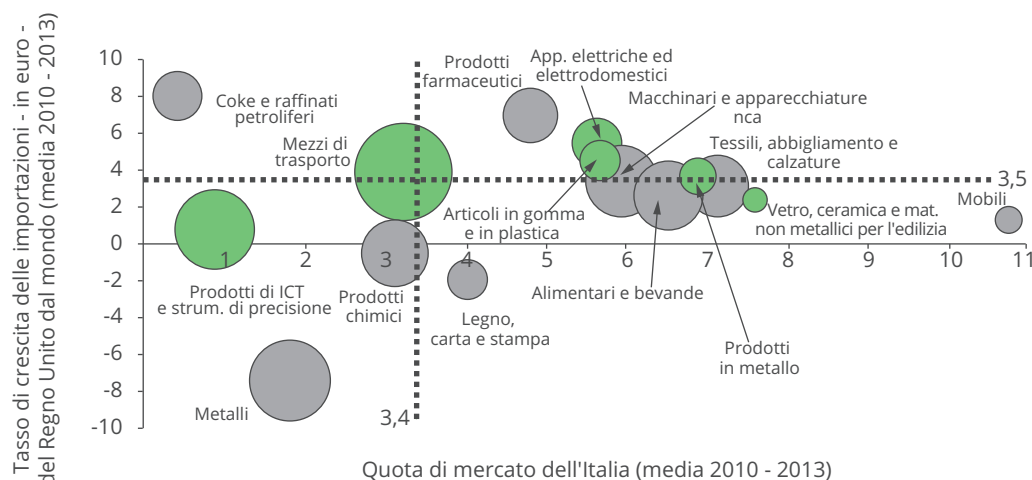 Tasso di crescita delle importazioni - in euro -
del Regno Unito dal mondo (media 2010 - 2013)
10
8
6
4
2
0
-2
-4
-6
-8
-10
1
2
3
4
5
6
7
8
9
10
11
3,5
3,4
Coke e raffinati
petroliferi
Mezzi di
trasporto
Prodotti
farmaceutici
App. elettriche ed
elettrodomestici
Macchinari e apparecchiature
nca
Tessili, abbigliamento e
calzature
Mobili
Articoli in gomma
e in plastica
Vetro, ceramica e mat.
non metallici per l'edilizia
Prodotti di ICT
e strum. di precisione
Prodotti
chimici
Legno,
carta e stampa
Alimentari e bevande
Prodotti
in metallo
Metalli
Quota di mercato dell'Italia (media 2010 - 2013)